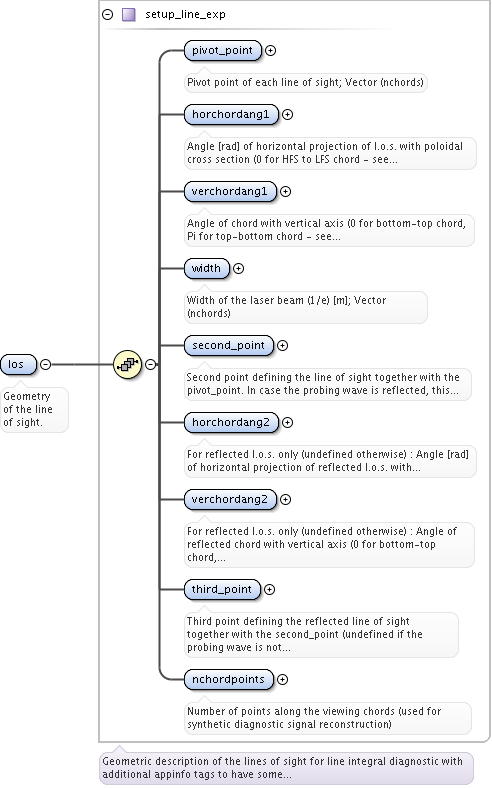 setup_line_exp
pivot_point
Pivot point of each line of sight; Vector (nchords)
horchordang1
Angle [rad] of horizontal projection of l.o.s. with poloidal
cross section (0 for HFS to LFS chord - see...
verchordang1
Angle of chord with vertical axis (0 for bottom-top chord,
Pi for top-bottom chord - see...
width
Width of the laser beam (1/e) [m]; Vector
(nchords)
los
Geometry
of the line
of sight.
second_point
Second point defining the line of sight together with the
pivot_point. In case the probing wave is reflected, this...
horchordang2
For reflected l.o.s. only (undefined otherwise) : Angle [rad]
of horizontal projection of reflected l.o.s. with...
verchordang2
For reflected l.o.s. only (undefined otherwise) : Angle of
reflected chord with vertical axis (0 for bottom-top
chord,...
third_point
Third point defining the reflected line of sight
together with the second_point (undefined if the
probing wave is not...
nchordpoints
Number of points along the viewing chords (used for
synthetic diagnostic signal reconstruction)
Geometric description of the lines of sight for line integral diagnostic with
additional appinfo tags to have some...